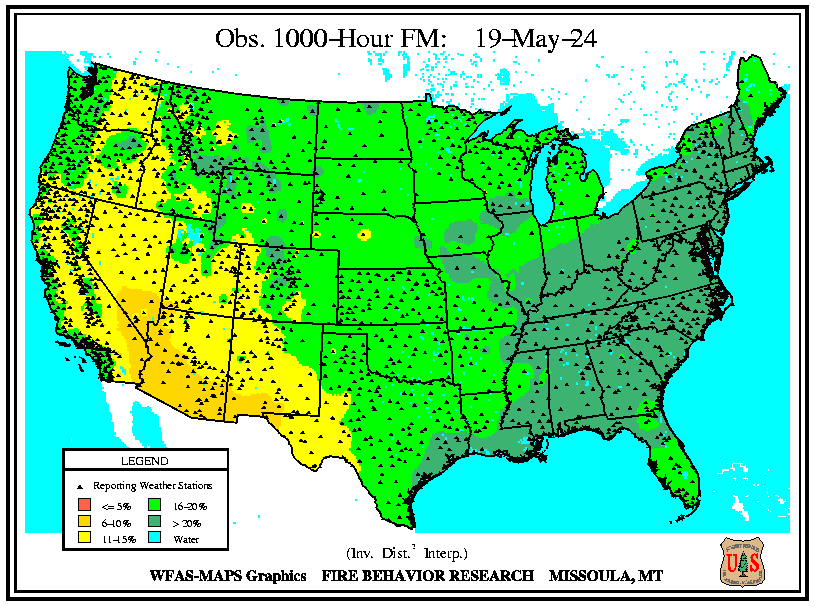 Obs. 1000-Hour FM: 19-May-24
LEGEND
Reporting Weather Stations
<= 5%
16-20%
6-10%
> 20%
11-15%
Water
(Inv. Dist.² Interp.)
WFAS-MAPS Graphics FIRE BEHAVIOR RESEARCH MISSOULA, MT
U S